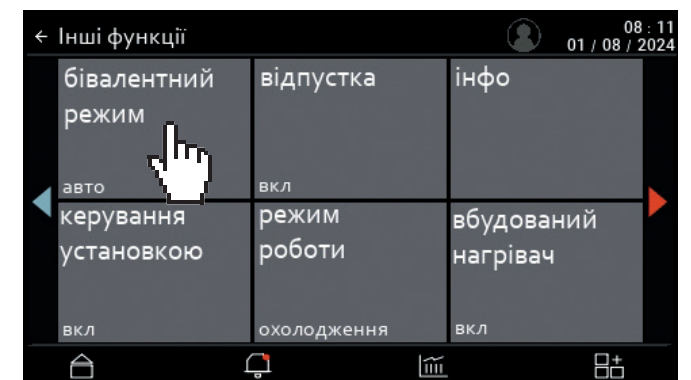 ← Інші функції
08 : 11
01 / 08 / 2024
бівалентний
режим
авто
відпустка
вкл
інфо
керування
установкою
вкл
режим
роботи
охолодження
вбудований
нагрівач
вкл